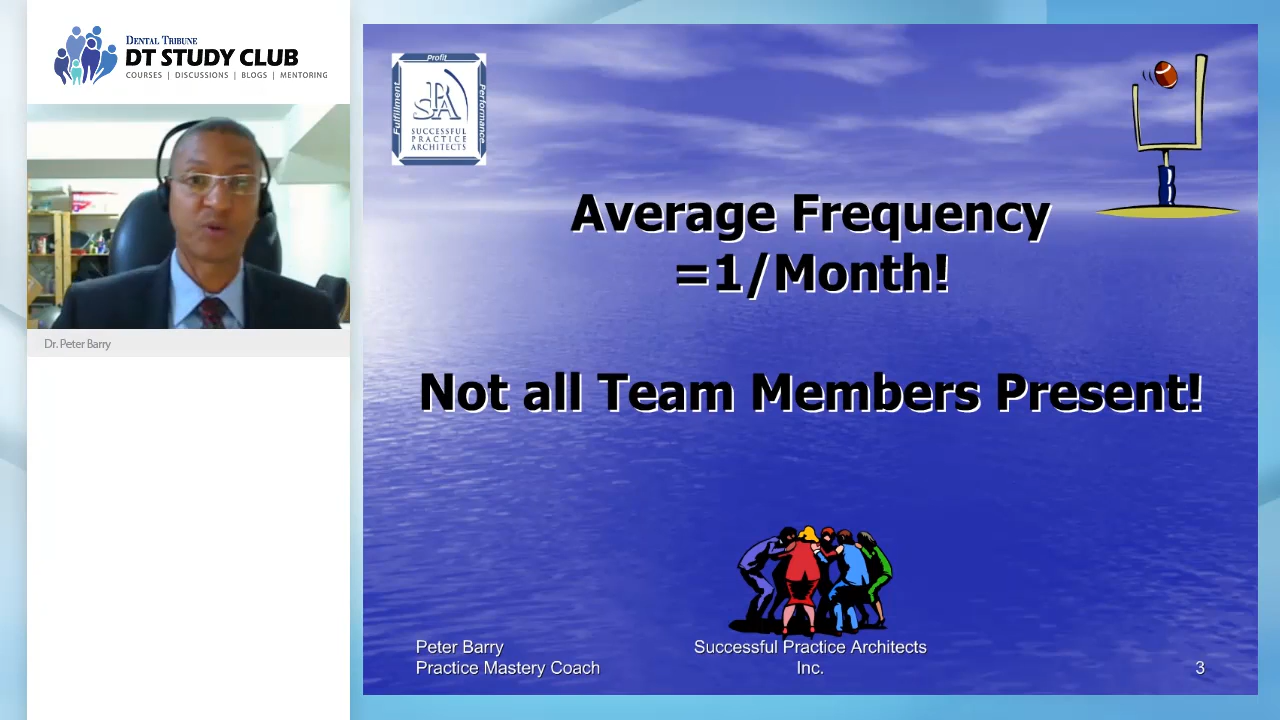 DENTAL TRIBUNE
DT STUDY CLUB
COURSES | DISCUSSIONS | BLOGS | MENTORING
Dr. Peter Barry
Profit
Fulfillment
Performance
PSA
SUCCESSFUL
PRACTICE
ARCHITECTS
Average Frequency
=1/Month!
Not all Team Members Present!
Peter Barry
Practice Mastery Coach
Successful Practice Architects
Inc.
3